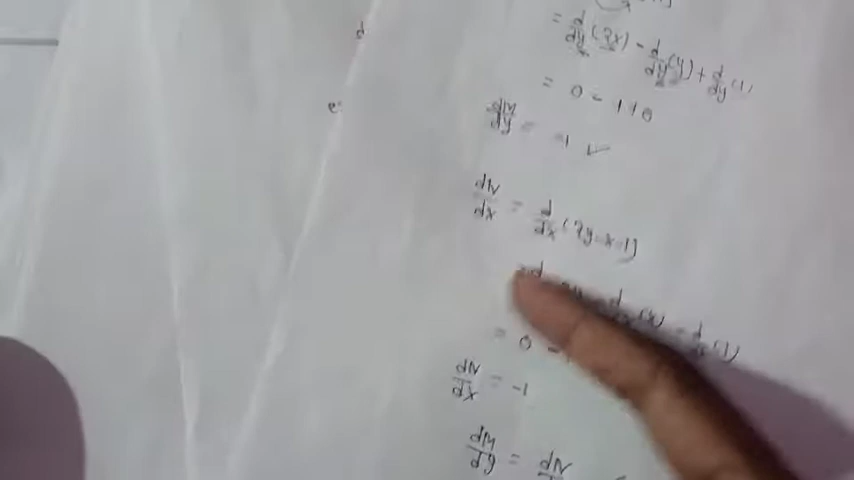 = d/dy (2x) - d/dy (y) + d/dy (1)
= 0 - 1 + 0
dM/dy = -1 ✓
dN/dx = d/dx (2y-x-1)
= 0 -
dN/dx = -1
dM/dy = dN